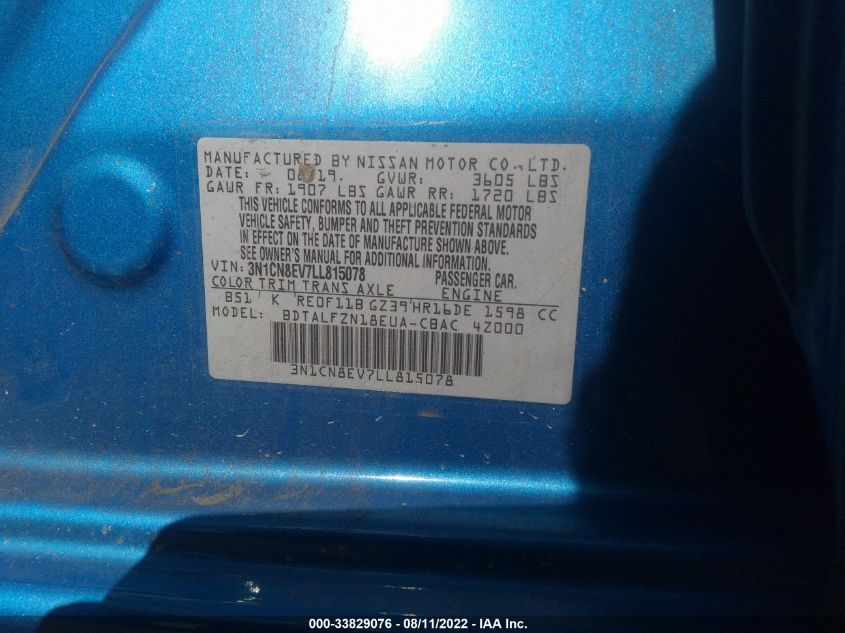 MANUFACTURED BY NISSAN MOTOR CO., LTD.
DATE: GVWR: 3605 LBS
GAWR FR: 1907 LBS GAWR RR: 1720 LBS
THIS VEHICLE CONFORMS TO ALL APPLICABLE FEDERAL MOTOR
VEHICLE SAFETY, BUMPER AND THEFT PREVENTION STANDARDS
IN EFFECT ON THE DATE OF MANUFACTURE SHOWN ABOVE.
SEE OWNER'S MANUAL FOR ADDITIONAL INFORMATION.
VIN: 3N1CN8EV7LL815078 PASSENGER CAR.
COLOR TRIM TRANS AXLE ENGINE
B51 K RE0F11B GZ39 HR16DE 1598 CC
MODEL: BDTALFZN18EUA-CBAC 4Z000
3N1CN8EV7LL815078
000-33829076 - 08/11/2022 - IAA Inc.